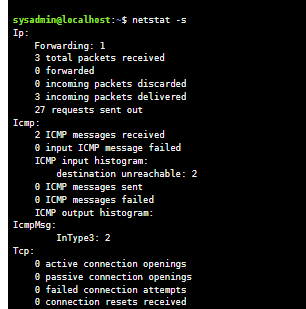 sysadmin@localhost:~$ netstat -s
Ip:
    Forwarding: 1
    3 total packets received
    0 forwarded
    0 incoming packets discarded
    3 incoming packets delivered
    27 requests sent out
Icmp:
    2 ICMP messages received
    0 input ICMP message failed
    ICMP input histogram:
        destination unreachable: 2
    0 ICMP messages sent
    0 ICMP messages failed
    ICMP output histogram:
IcmpMsg:
        InType3: 2
Tcp:
    0 active connection openings
    0 passive connection openings
    0 failed connection attempts
    0 connection resets received